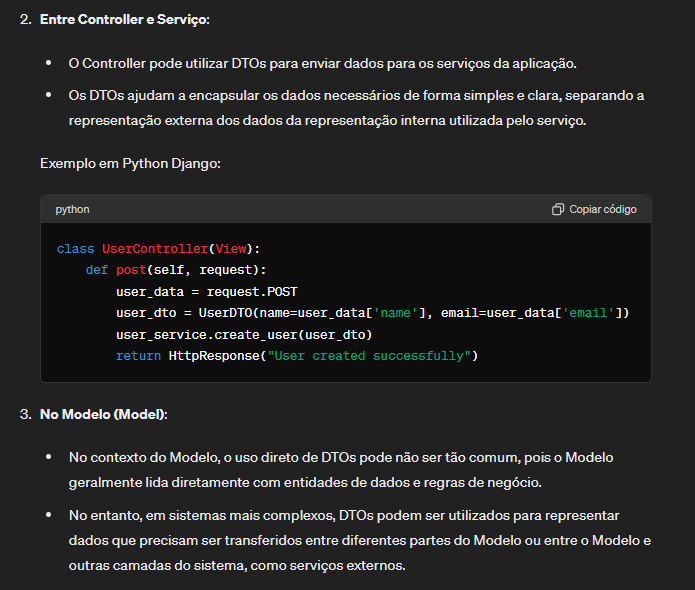 2. Entre Controller e Serviço:
• O Controller pode utilizar DTOs para enviar dados para os serviços da aplicação.
• Os DTOs ajudam a encapsular os dados necessários de forma simples e clara, separando a
representação externa dos dados da representação interna utilizada pelo serviço.
Exemplo em Python Django:
python Copiar código
class UserController(View):
    def post(self, request):
        user_data = request.POST
        user_dto = UserDTO(name=user_data['name'], email=user_data['email'])
        user_service.create_user(user_dto)
        return HttpResponse("User created successfully")
3. No Modelo (Model):
• No contexto do Modelo, o uso direto de DTOs pode não ser tão comum, pois o Modelo
geralmente lida diretamente com entidades de dados e regras de negócio.
• No entanto, em sistemas mais complexos, DTOs podem ser utilizados para representar
dados que precisam ser transferidos entre diferentes partes do Modelo ou entre o Modelo e
outras camadas do sistema, como serviços externos.